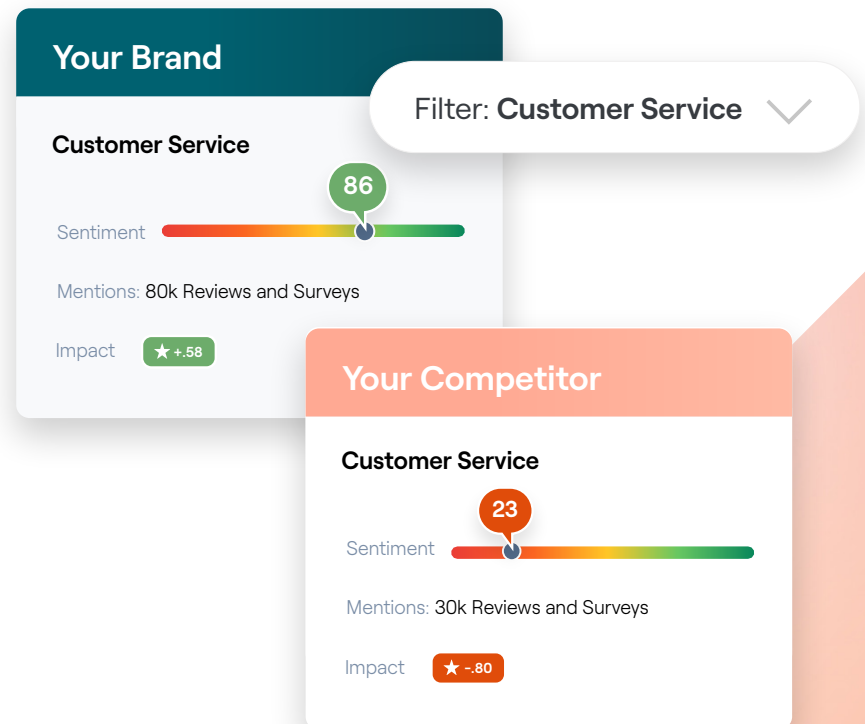 Your Brand
Filter: Customer Service
Customer Service
86
Sentiment
Mentions: 80k Reviews and Surveys
Impact ★ +.58
Your Competitor
Customer Service
23
Sentiment
Mentions: 30k Reviews and Surveys
Impact ★ -.80